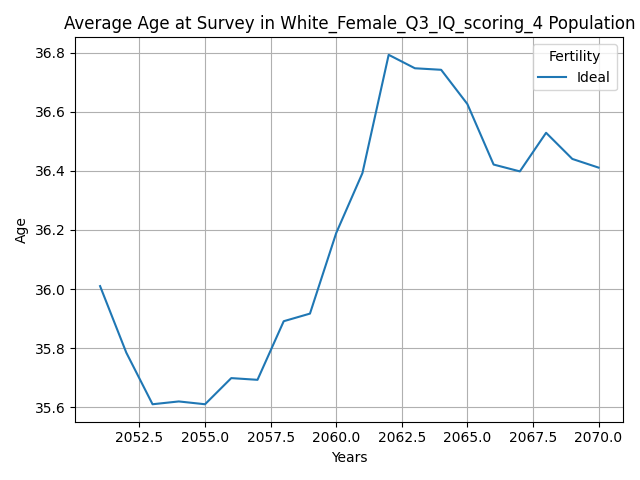 Average Age at Survey in White_Female_Q3_IQ_scoring_4 Population
Fertility
Ideal
36.8
36.6
36.4
36.2
36.0
35.8
35.6
Age
2052.5 2055.0 2057.5 2060.0 2062.5 2065.0 2067.5 2070.0
Years